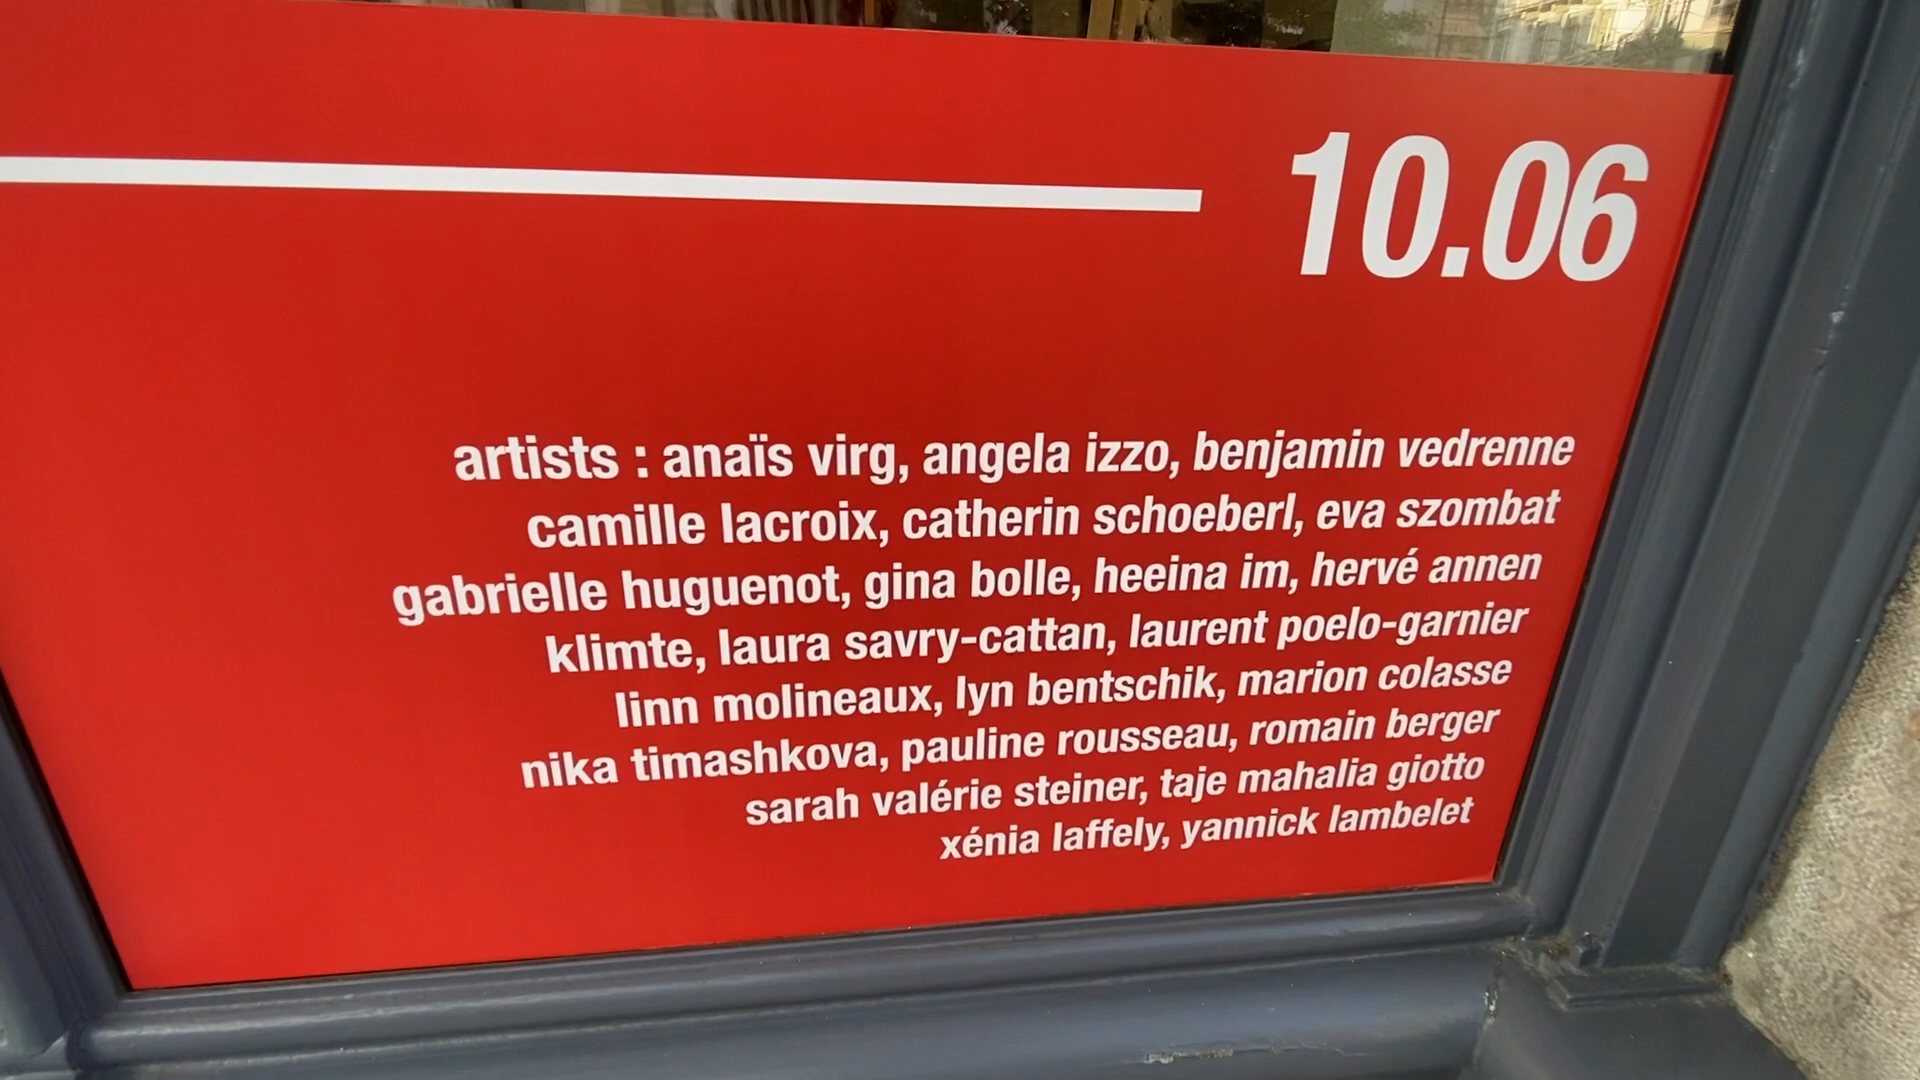 10.06
artists : anaïs virg, angela izzo, benjamin vedrenne
camille lacroix, catherin schoeberl, eva szombat
gabrielle huguenot, gina bolle, heeina im, hervé annen
klimte, laura savry-cattan, laurent poelo-garnier
linn molineaux, lyn bentschik, marion colasse
nika timashkova, pauline rousseau, romain berger
sarah valérie steiner, taje mahalia giotto
xénia laffely, yannick lambelet